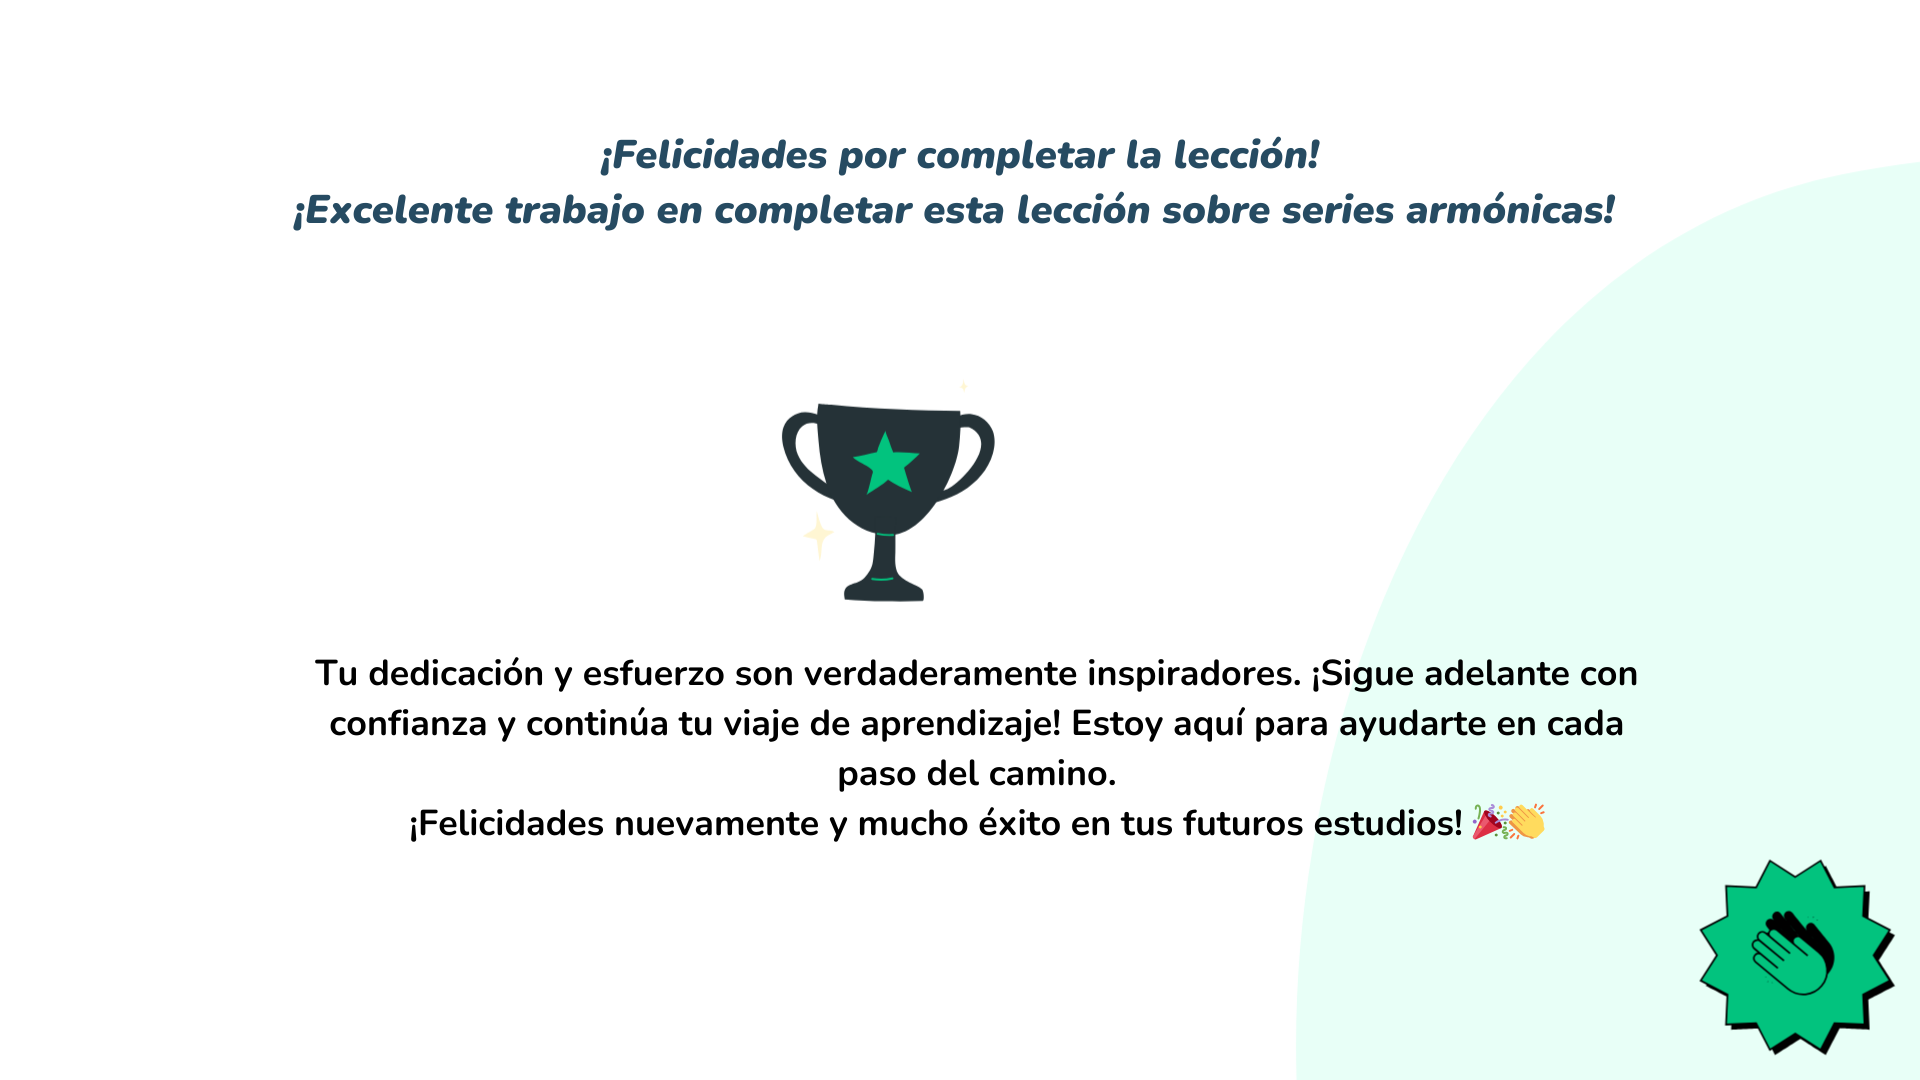 ¡Felicidades por completar la lección!
¡Excelente trabajo en completar esta lección sobre series armónicas!
Tu dedicación y esfuerzo son verdaderamente inspiradores. ¡Sigue adelante con
confianza y continúa tu viaje de aprendizaje! Estoy aquí para ayudarte en cada
paso del camino.
¡Felicidades nuevamente y mucho éxito en tus futuros estudios! 🎉👏